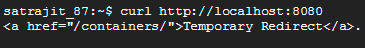 satrajit_87:~$ curl http://localhost:8080
<a href="/containers/">Temporary Redirect</a>.